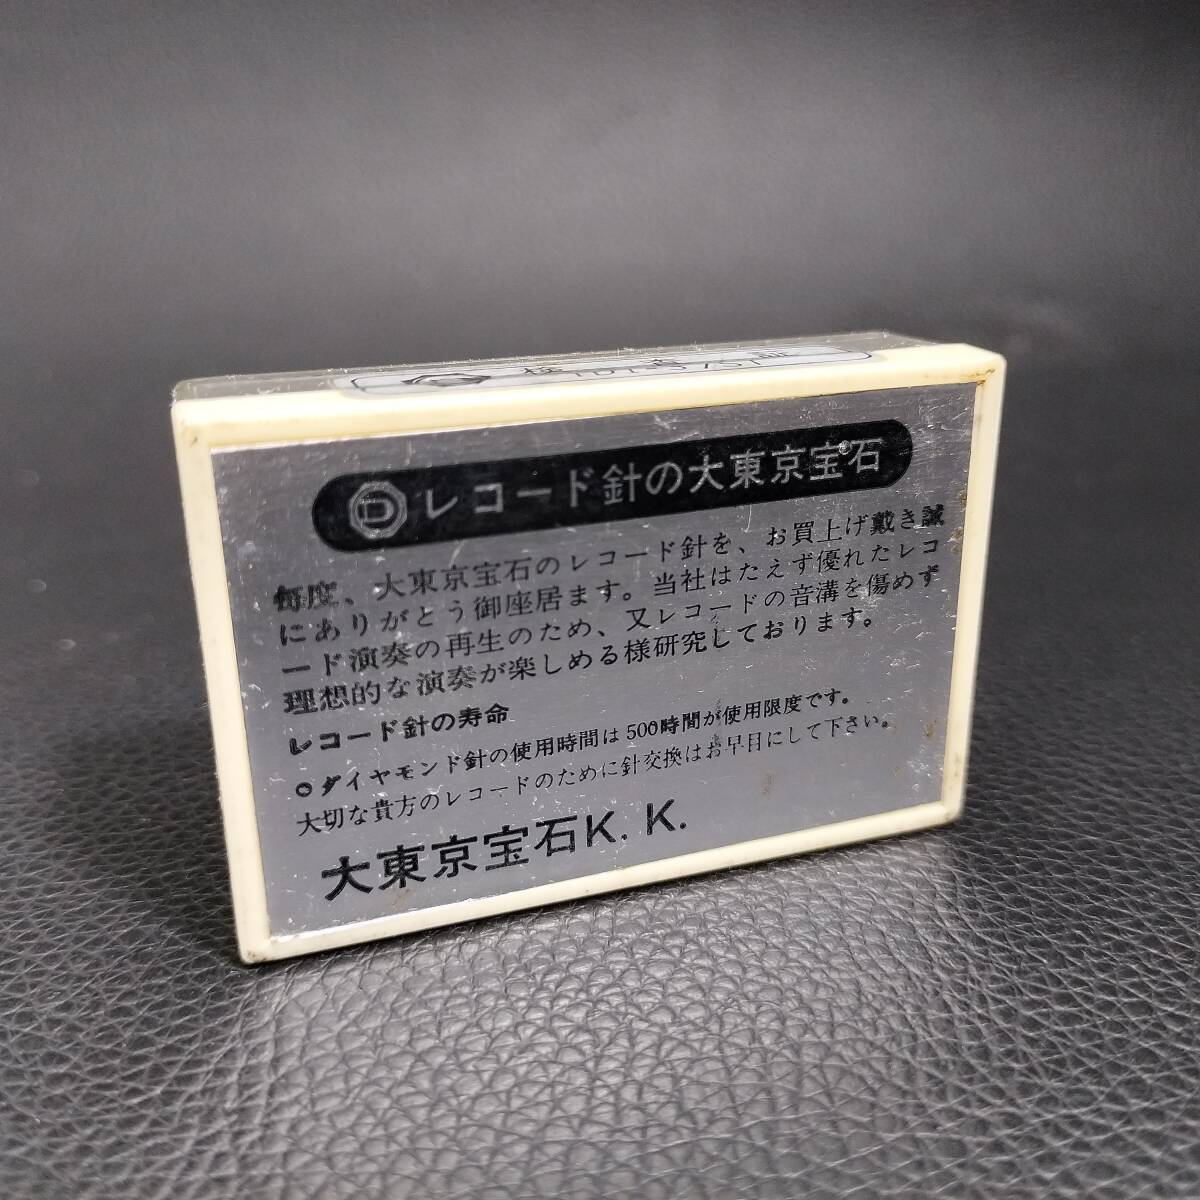 レコード針の大東京宝石
毎度、大東京宝石のレコード針を、お買上げ戴き誠
にありがとう御座居ます。当社はたえず優れたレコ
ード演奏の再生のため、又レコードの音溝を傷めず
理想的な演奏が楽しめる様研究しております。
レコード針の寿命
○ダイヤモンド針の使用時間は500時間が使用限度です。
大切な貴方のレコードのために針交換はお早目にして下さい。
大東京宝石K.K.